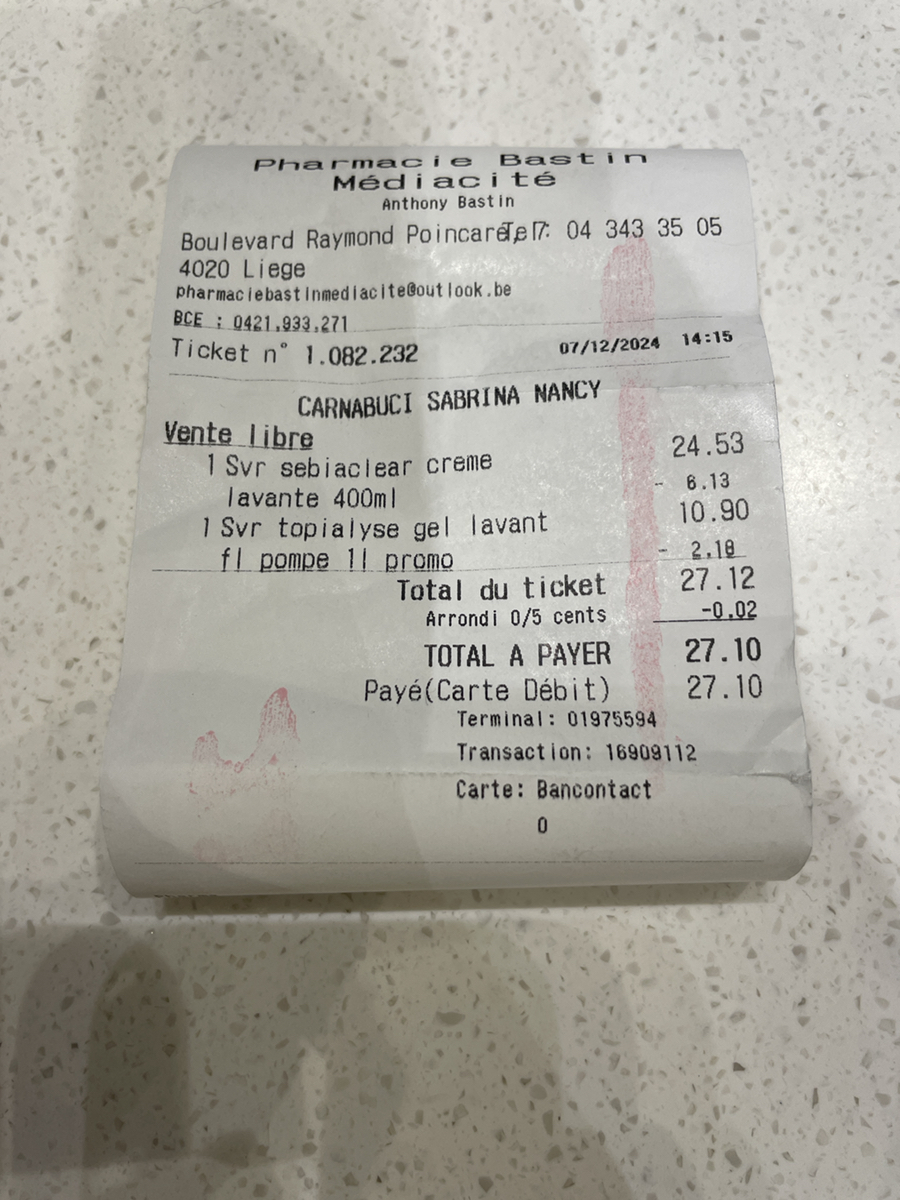 Pharmacie Bastin
Médiacité
Anthony Bastin
Boulevard Raymond Poincaré, 7 Tel: 04 343 35 05
4020 Liege
pharmaciebastinmediacite@outlook.be
BCE : 0421.933.271
Ticket n° 1.082.232 07/12/2024 14:15
CARNABUCI SABRINA NANCY
Vente libre
1 Svr sebiaclear creme 24.53
lavante 400ml - 6.13
1 Svr topialyse gel lavant 10.90
fl pompe 1l promo - 2.18
Total du ticket 27.12
Arrondi 0/5 cents -0.02
TOTAL A PAYER 27.10
Payé(Carte Débit) 27.10
Terminal: 01975594
Transaction: 16909112
Carte: Bancontact
0